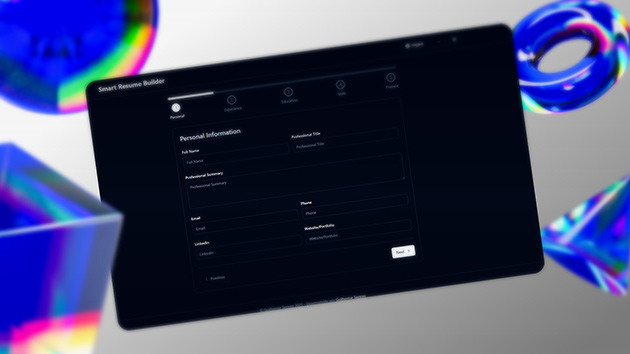 Smart Resume Builder
English
Personal
Experience
Education
Skills
Preview
Personal Information
Full Name
Professional Title
Full Name
Professional Title
Professional Summary
Professional Summary
Email
Phone
Email
Phone
LinkedIn
Website/Portfolio
LinkedIn
Website/Portfolio
Next
Previous